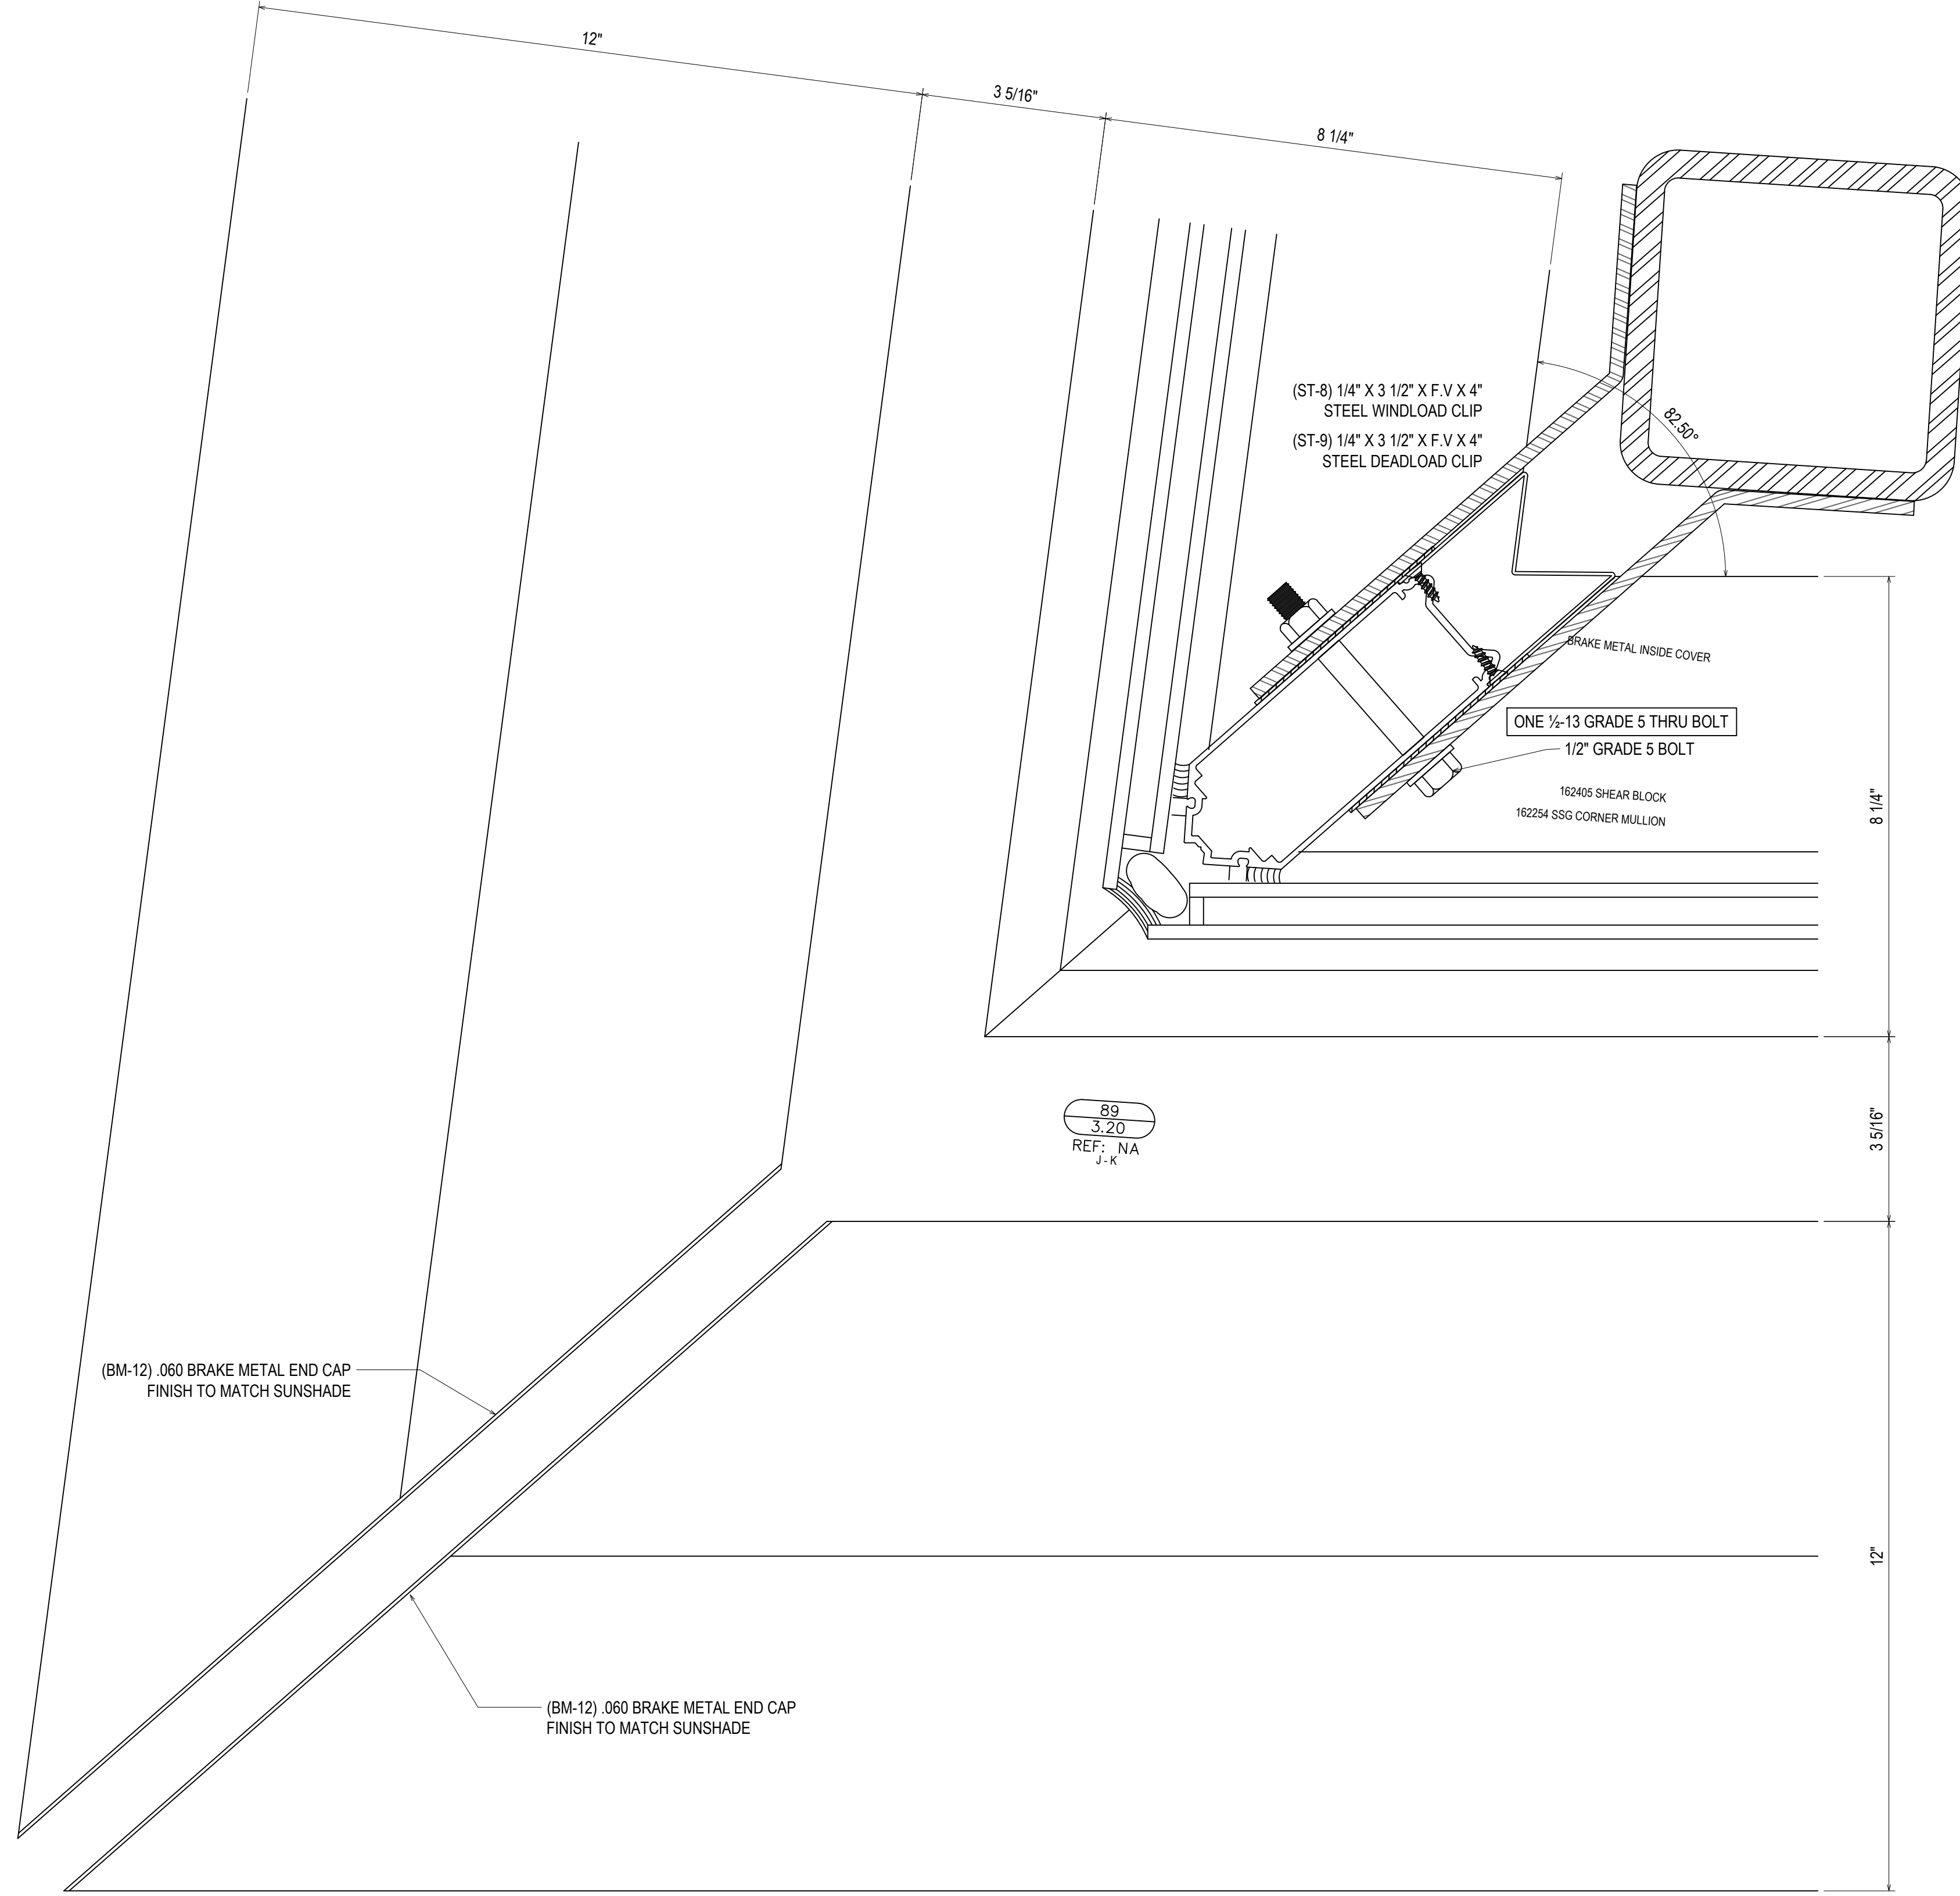 12"
3 5/16"
8 1/4"
(ST-8) 1/4" X 3 1/2" X F.V X 4"
STEEL WINDLOAD CLIP
(ST-9) 1/4" X 3 1/2" X F.V X 4"
STEEL DEADLOAD CLIP
82.50°
BRAKE METAL INSIDE COVER
ONE ½-13 GRADE 5 THRU BOLT
1/2" GRADE 5 BOLT
162405 SHEAR BLOCK
162254 SSG CORNER MULLION
8 1/4"
89
3.20
REF: NA
J - K
3 5/16"
(BM-12) .060 BRAKE METAL END CAP
FINISH TO MATCH SUNSHADE
12"
(BM-12) .060 BRAKE METAL END CAP
FINISH TO MATCH SUNSHADE